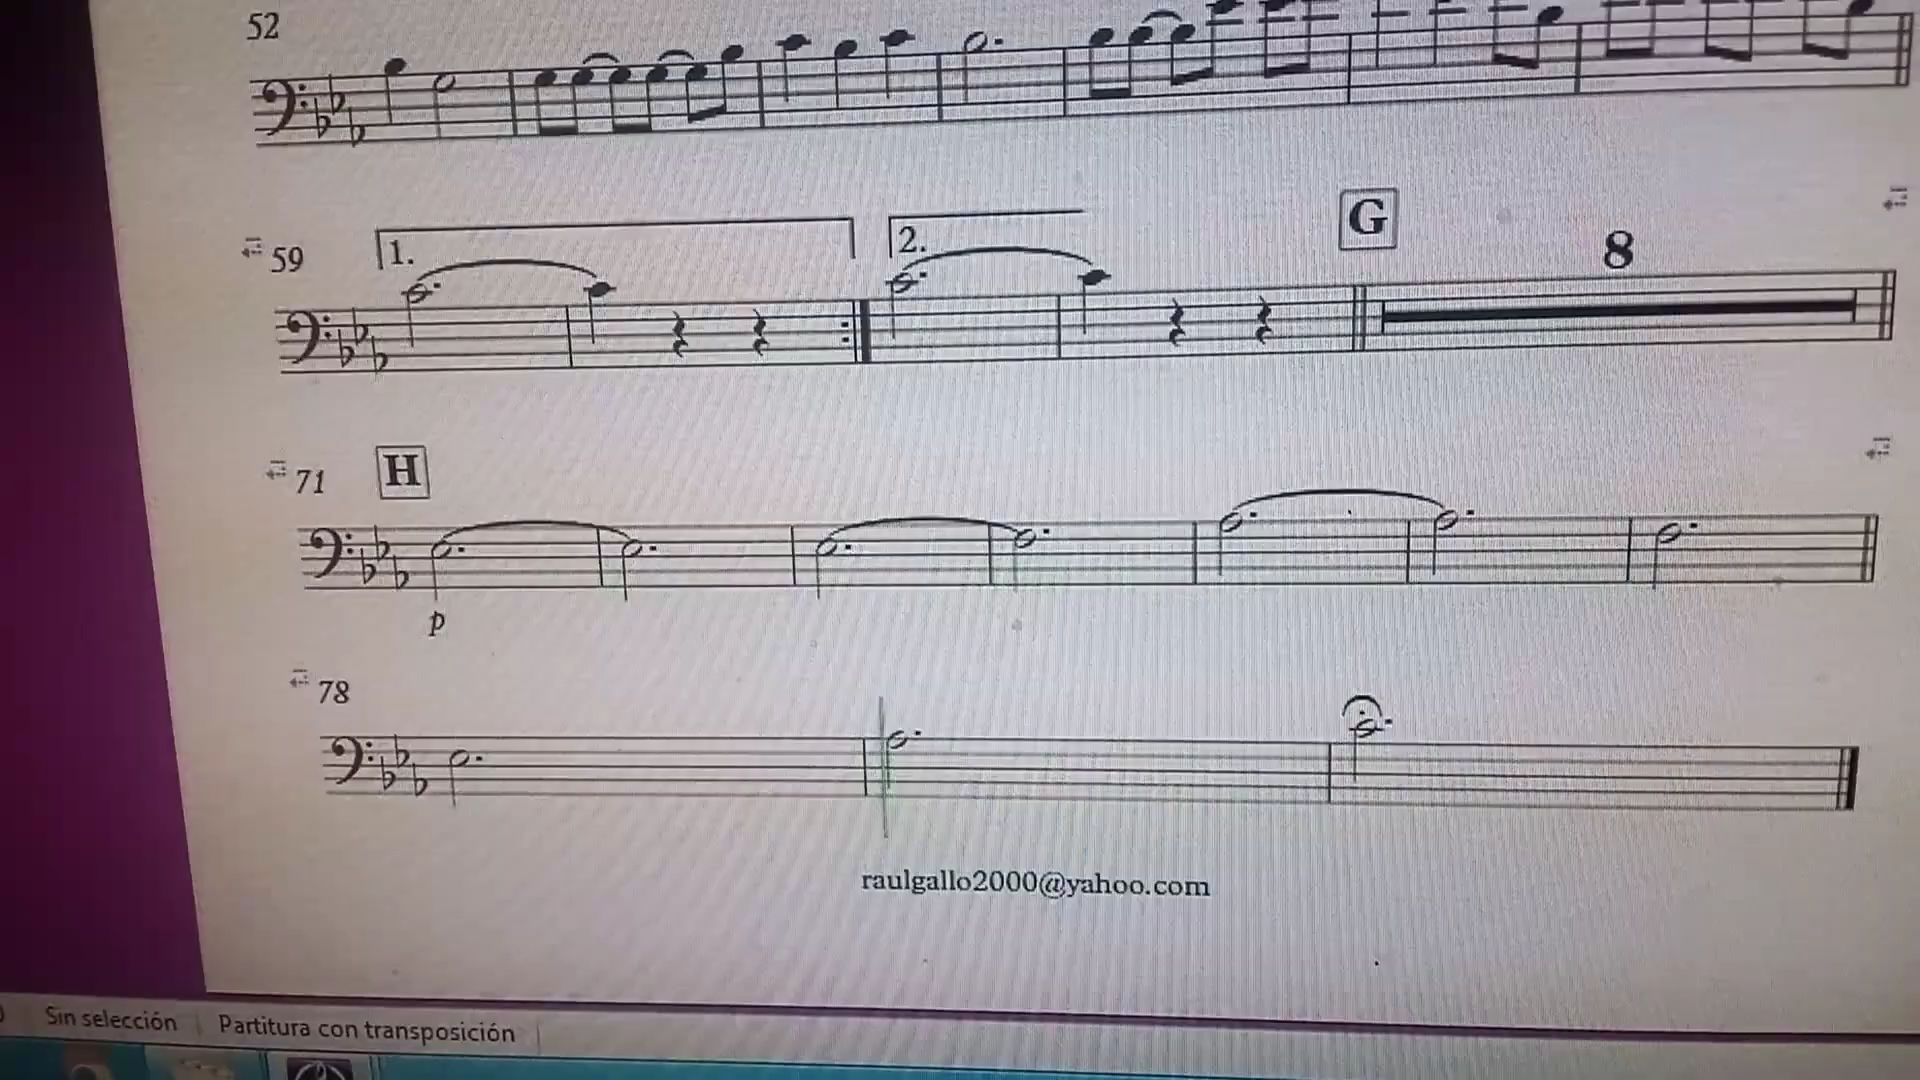 52
59 1. 2. G 8
71 H
p
78
raulgallo2000@yahoo.com
Sin selección Partitura con transposición